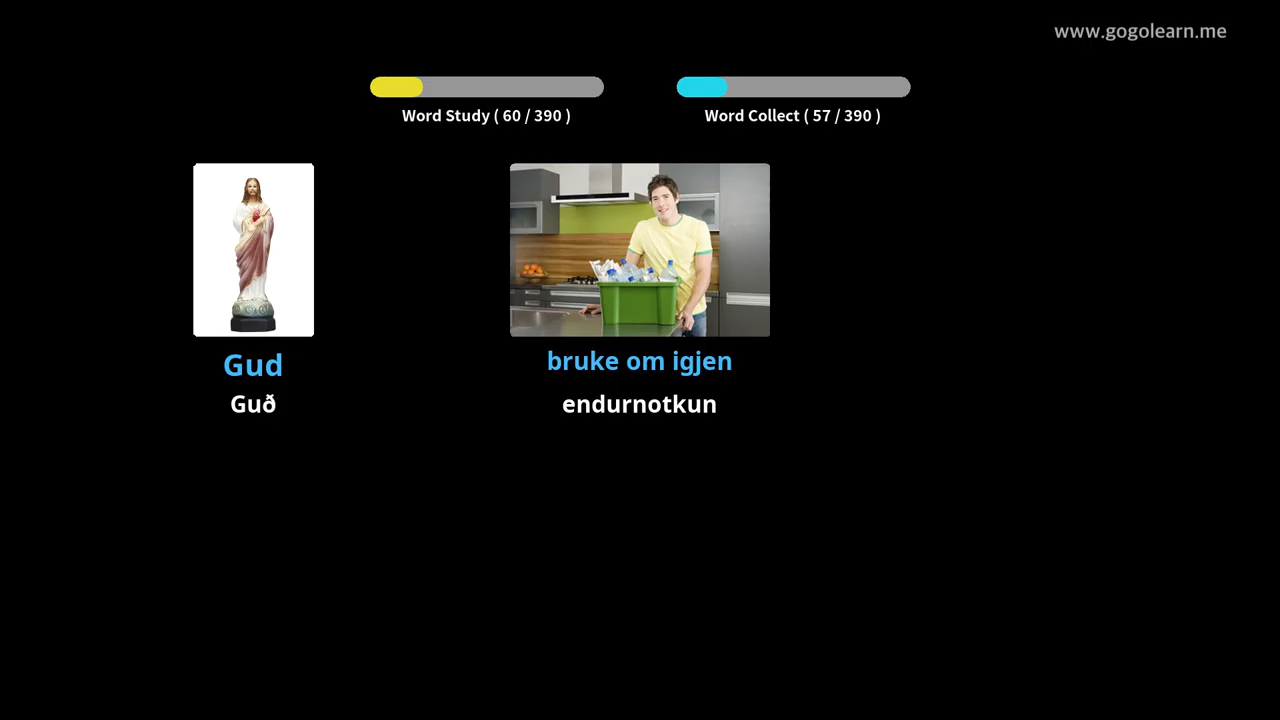 www.gogolearn.me
Word Study ( 60 / 390 )
Word Collect ( 57 / 390 )
Gud
bruke om igjen
Guð
endurnotkun